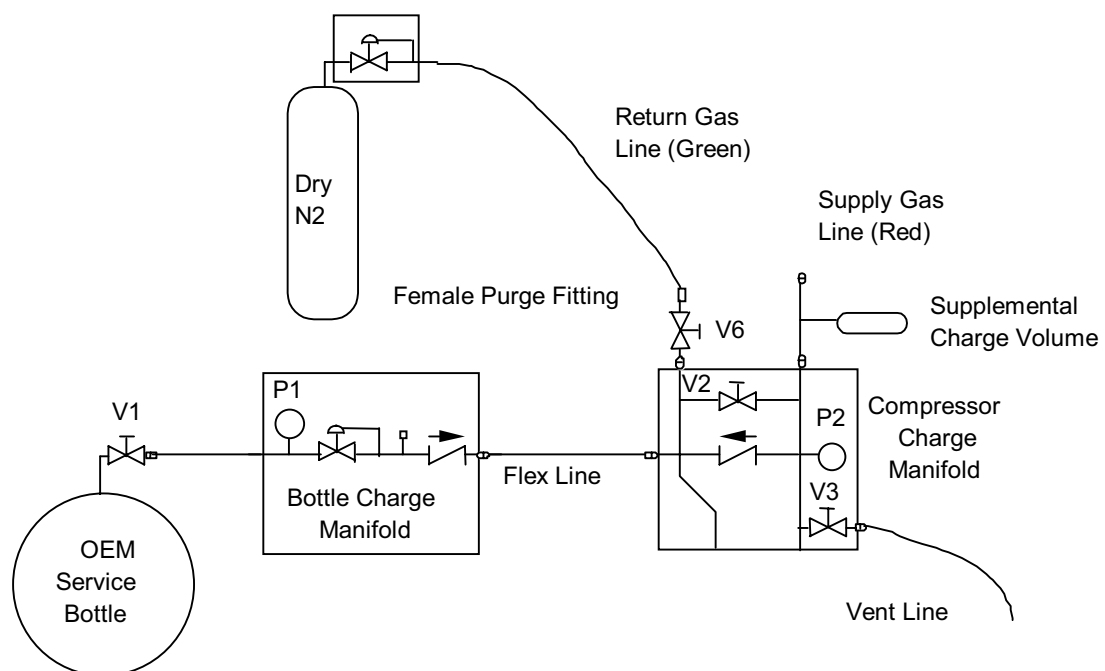 Return Gas
Line (Green)
Dry
N2
Supply Gas
Line (Red)
Female Purge Fitting
V6
Supplemental
Charge Volume
V1
P1
V2
P2
Compressor
Charge
Manifold
Flex Line
Bottle Charge
Manifold
V3
OEM
Service
Bottle
Vent Line